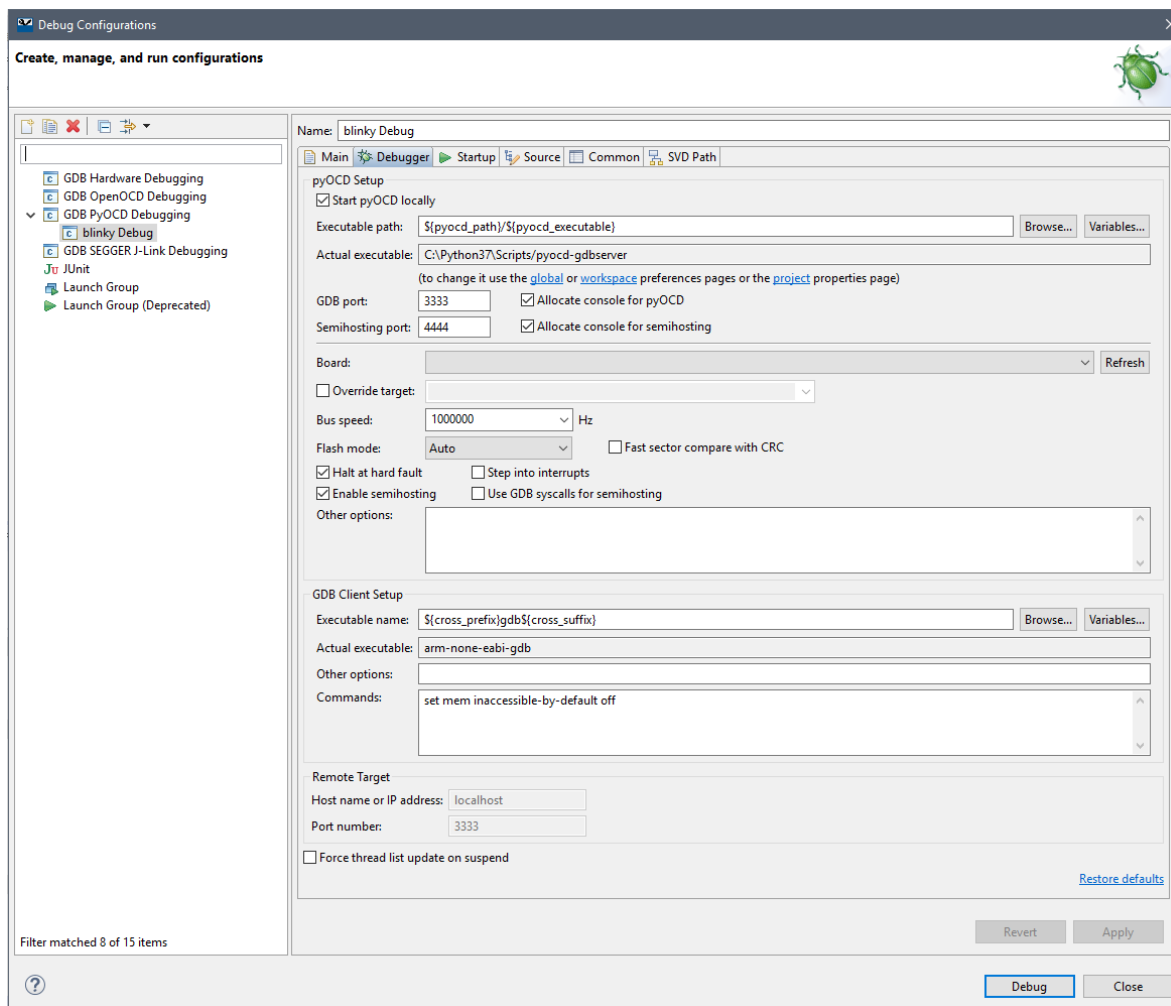 Debug Configurations
Create, manage, and run configurations
GDB Hardware Debugging
GDB OpenOCD Debugging
GDB PyOCD Debugging
blinky Debug
GDB SEGGER J-Link Debugging
Ju JUnit
Launch Group
Launch Group (Deprecated)
Filter matched 8 of 15 items
Name: blinky Debug
Main Debugger Startup Source Common SVD Path
pyOCD Setup
Start pyOCD locally
Executable path: ${pyocd_path}/${pyocd_executable} Browse... Variables...
Actual executable: C:\Python37\Scripts/pyocd-gdbserver
(to change it use the global or workspace preferences pages or the project properties page)
GDB port: 3333 Allocate console for pyOCD
Semihosting port: 4444 Allocate console for semihosting
Board: Refresh
Override target:
Bus speed: 1000000 Hz
Flash mode: Auto Fast sector compare with CRC
Halt at hard fault Step into interrupts
Enable semihosting Use GDB syscalls for semihosting
Other options:
GDB Client Setup
Executable name: ${cross_prefix}gdb${cross_suffix} Browse... Variables...
Actual executable: arm-none-eabi-gdb
Other options:
Commands: set mem inaccessible-by-default off
Remote Target
Host name or IP address: localhost
Port number: 3333
Force thread list update on suspend
Restore defaults
Revert Apply
Debug Close